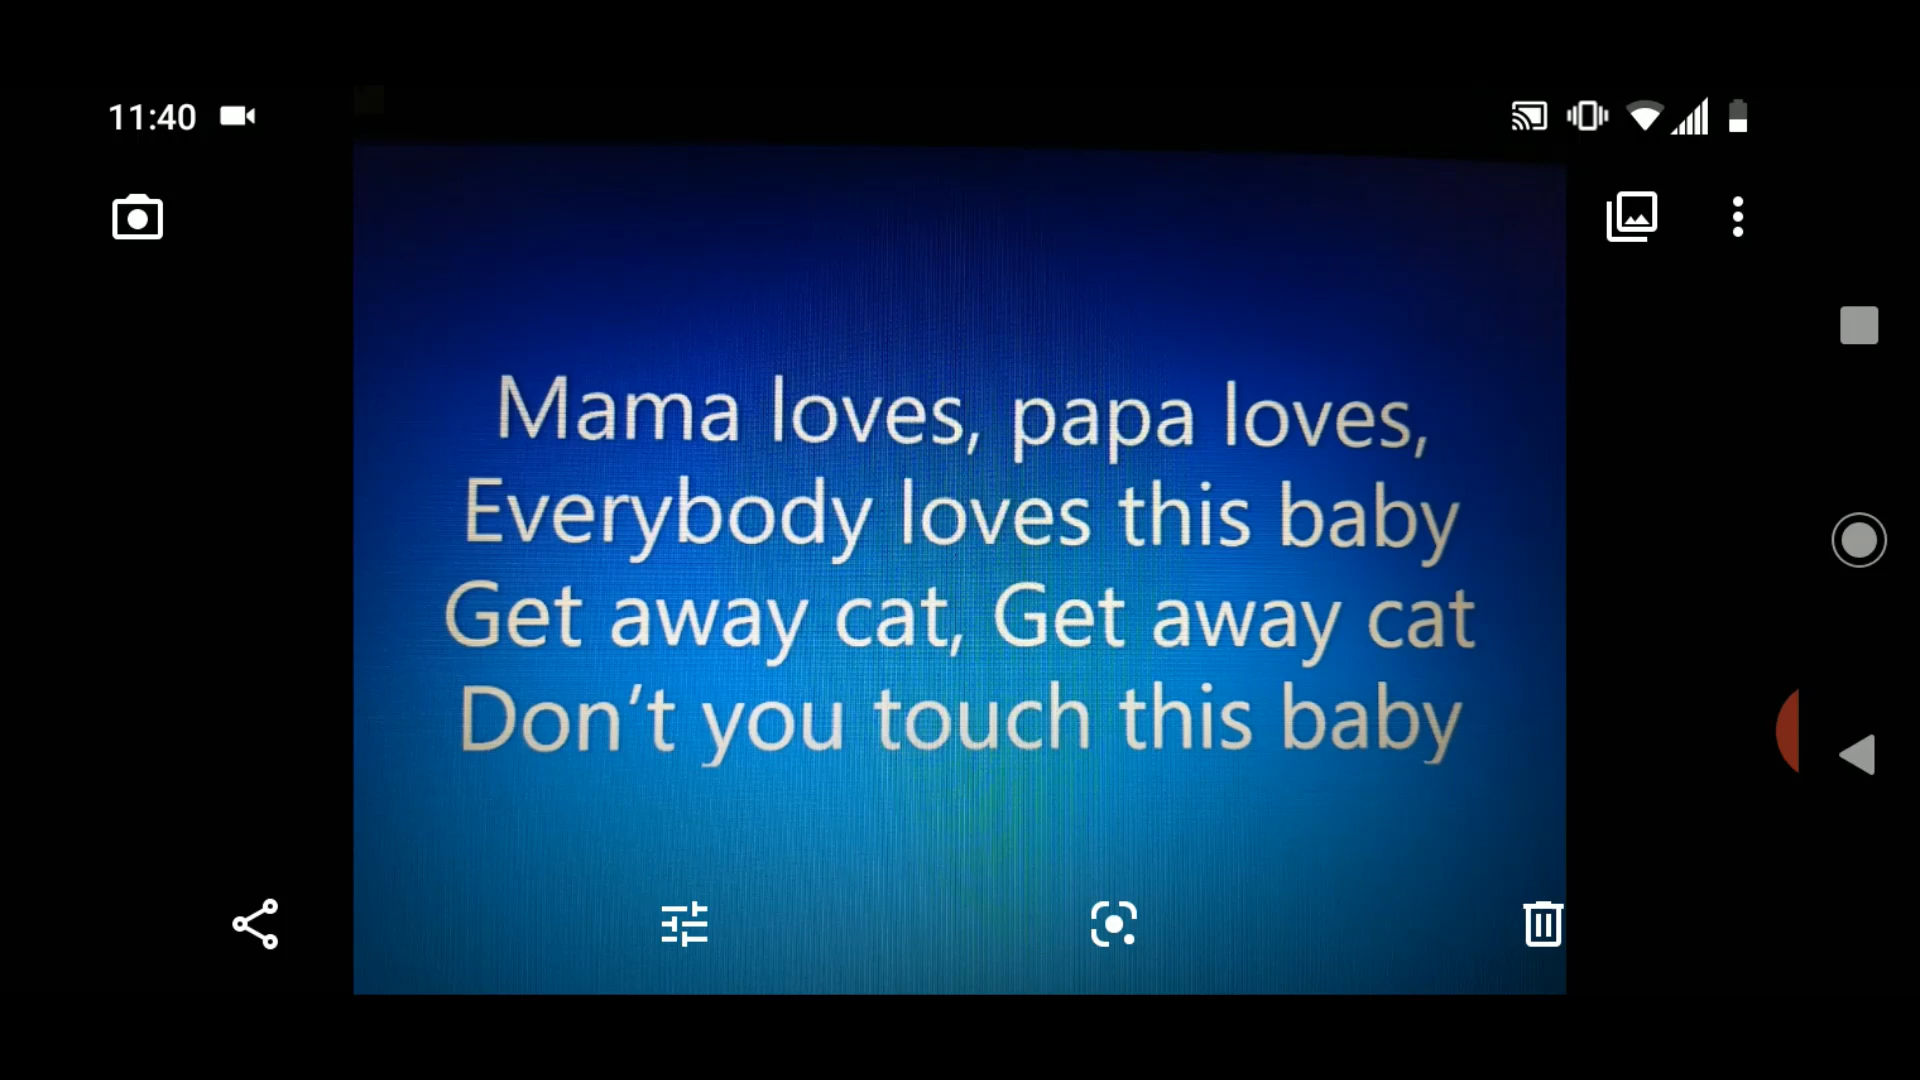 11:40
Mama loves, papa loves,
Everybody loves this baby
Get away cat, Get away cat
Don't you touch this baby